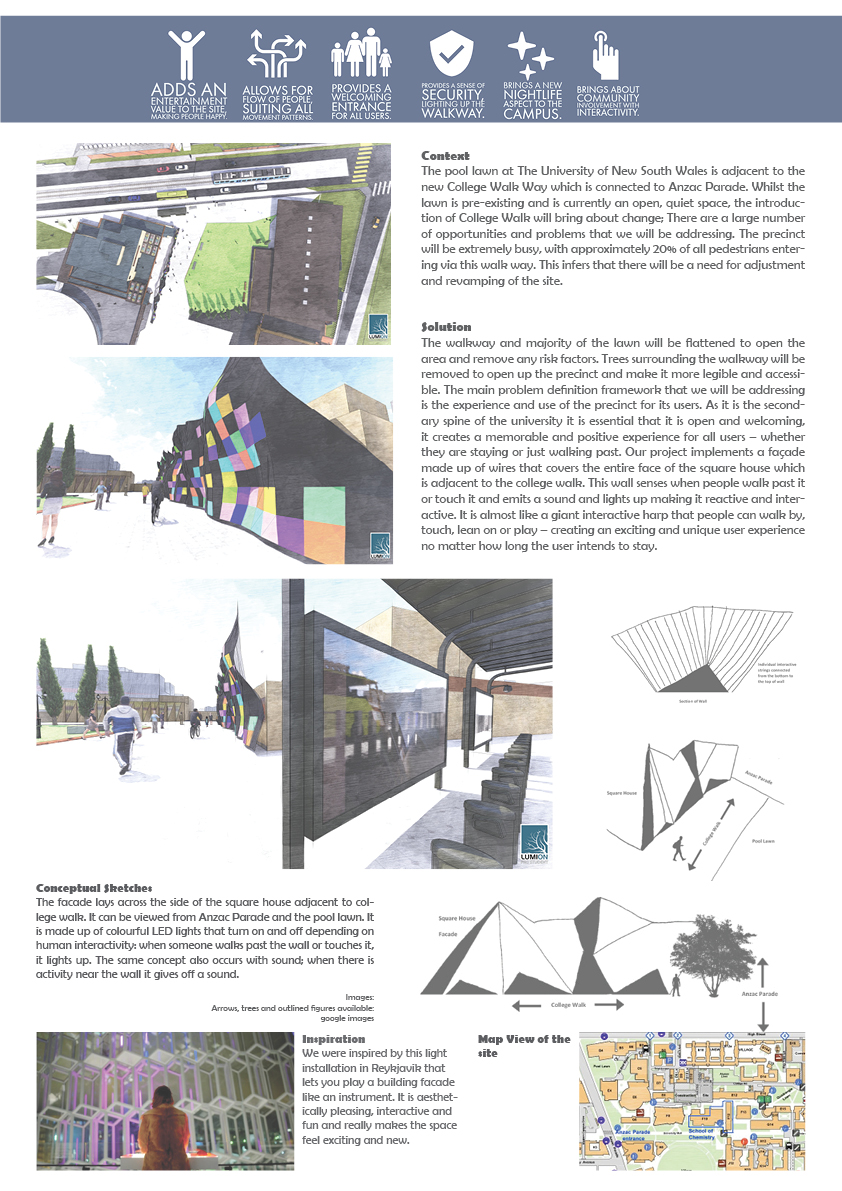 ADDS AN
ENTERTAINMENT
VALUE TO THE SITE,
MAKING PEOPLE HAPPY.
ALLOWS FOR
FLOW OF PEOPLE,
SUITING ALL
MOVEMENT PATTERNS.
PROVIDES A
WELCOMING
ENTRANCE
FOR ALL USERS.
PROVIDES A SENSE OF
SECURITY,
LIGHTING UP THE
WALKWAY.
BRINGS A NEW
NIGHTLIFE
ASPECT TO THE
CAMPUS.
BRINGS ABOUT
COMMUNITY
INVOLVEMENT WITH
INTERACTIVITY.
Context
The pool lawn at The University of New South Wales is adjacent to the
new College Walk Way which is connected to Anzac Parade. Whilst the
lawn is pre-existing and is currently an open, quiet space, the introduc-
tion of College Walk will bring about change; There are a large number
of opportunities and problems that we will be addressing. The precinct
will be extremely busy, with approximately 20% of all pedestrians enter-
ing via this walk way. This infers that there will be a need for adjustment
and revamping of the site.
LUMION
Solution
The walkway and majority of the lawn will be flattened to open the
area and remove any risk factors. Trees surrounding the walkway will be
removed to open up the precinct and make it more legible and accessi-
ble. The main problem definition framework that we will be addressing
is the experience and use of the precinct for its users. As it is the second-
ary spine of the university it is essential that it is open and welcoming,
it creates a memorable and positive experience for all users – whether
they are staying or just walking past. Our project implements a façade
made up of wires that covers the entire face of the square house which
is adjacent to the college walk. This wall senses when people walk past it
or touch it and emits a sound and lights up making it reactive and inter-
active. It is almost like a giant interactive harp that people can walk by,
touch, lean on or play – creating an exciting and unique user experience
no matter how long the user intends to stay.
LUMION
LUMION
Individual interactive
strings connected
from the bottom to
the top of wall
Section of Wall
Square House
Anzac Parade
College Walk
Pool Lawn
Conceptual Sketches
The facade lays across the side of the square house adjacent to col-
lege walk. It can be viewed from Anzac Parade and the pool lawn. It
is made up of colourful LED lights that turn on and off depending on
human interactivity: when someone walks past the wall or touches it,
it lights up. The same concept also occurs with sound; when there is
activity near the wall it gives off a sound.
Square House
Facade
College Walk
Anzac Parade
Images:
Arrows, trees and outlined figures available:
google images
Inspiration
We were inspired by this light
installation in Reykjavik that
lets you play a building facade
like an instrument. It is aesthet-
ically pleasing, interactive and
fun and really makes the space
feel exciting and new.
Map View of the
site
High Street
Pool Lawn
VILLAGE
Construction
Anzac Parade
entrance
School of
Chemistry